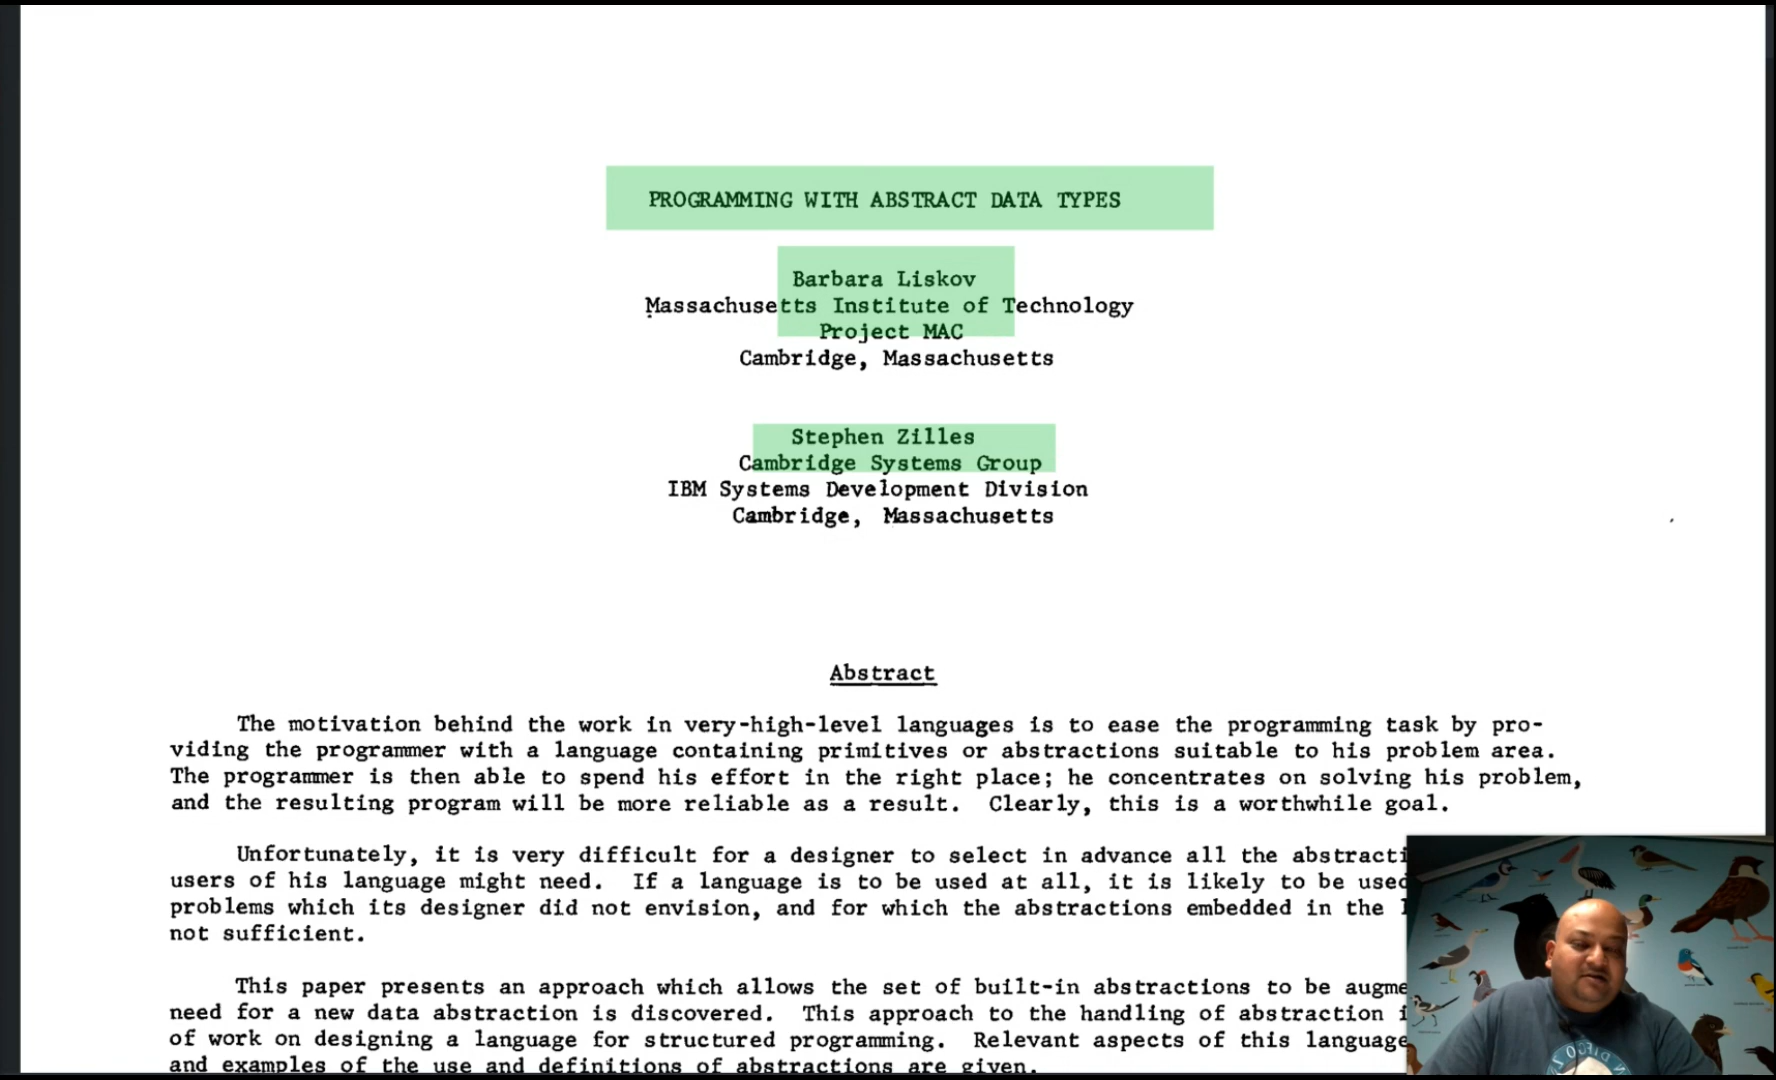 PROGRAMMING WITH ABSTRACT DATA TYPES
Barbara Liskov
Massachusetts Institute of Technology
Project MAC
Cambridge, Massachusetts
Stephen Zilles
Cambridge Systems Group
IBM Systems Development Division
Cambridge, Massachusetts
Abstract
The motivation behind the work in very-high-level languages is to ease the programming task by pro-
viding the programmer with a language containing primitives or abstractions suitable to his problem area.
The programmer is then able to spend his effort in the right place; he concentrates on solving his problem,
and the resulting program will be more reliable as a result. Clearly, this is a worthwhile goal.
Unfortunately, it is very difficult for a designer to select in advance all the abstracti
users of his language might need. If a language is to be used at all, it is likely to be used
problems which its designer did not envision, and for which the abstractions embedded in the
not sufficient.
This paper presents an approach which allows the set of built-in abstractions to be augme
need for a new data abstraction is discovered. This approach to the handling of abstraction
of work on designing a language for structured programming. Relevant aspects of this language
and examples of the use and definitions of abstractions are given.